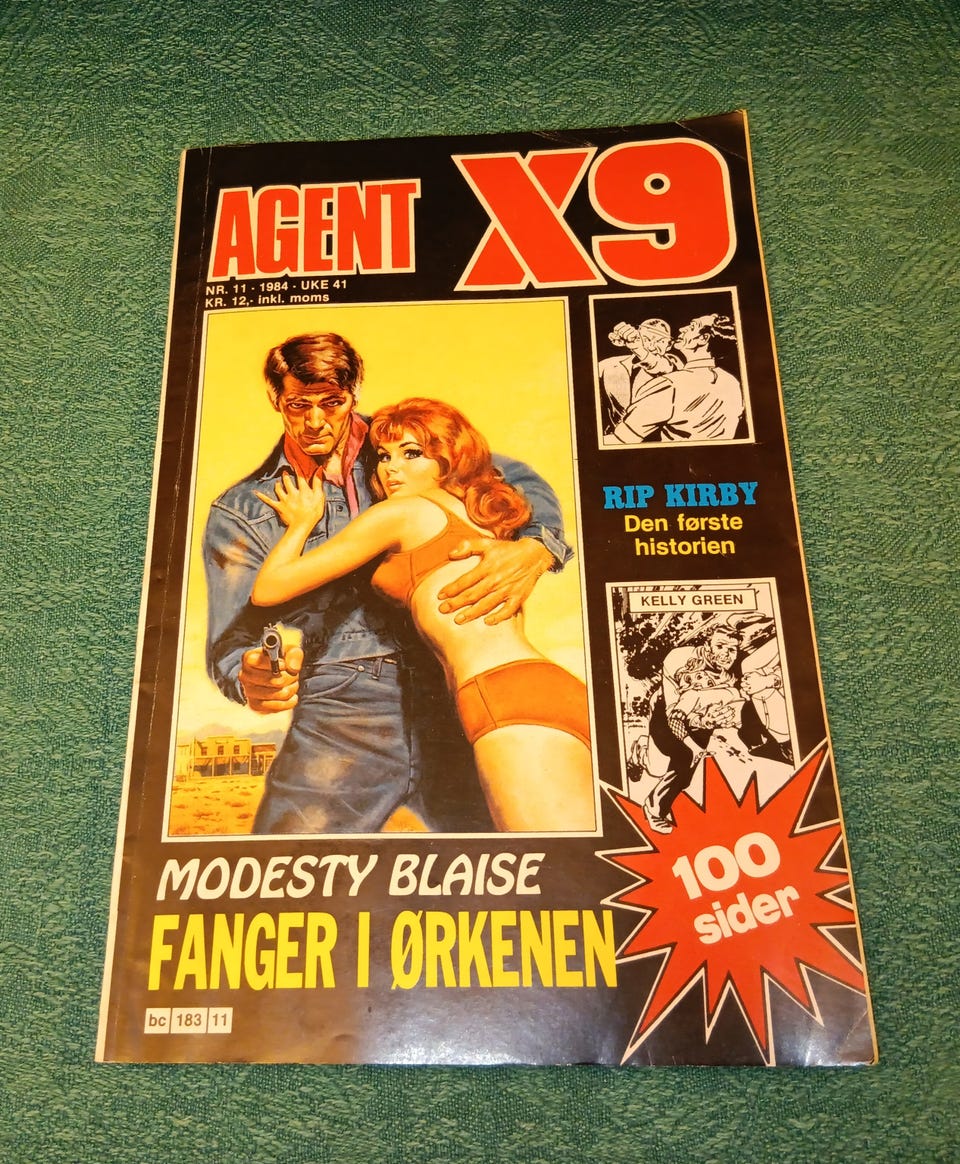 AGENT X9
NR. 11 · 1984 · UKE 41
KR. 12,- inkl. moms
RIP KIRBY
Den første
historien
KELLY GREEN
100
sider
MODESTY BLAISE
FANGER I ØRKENEN
bc 183 11